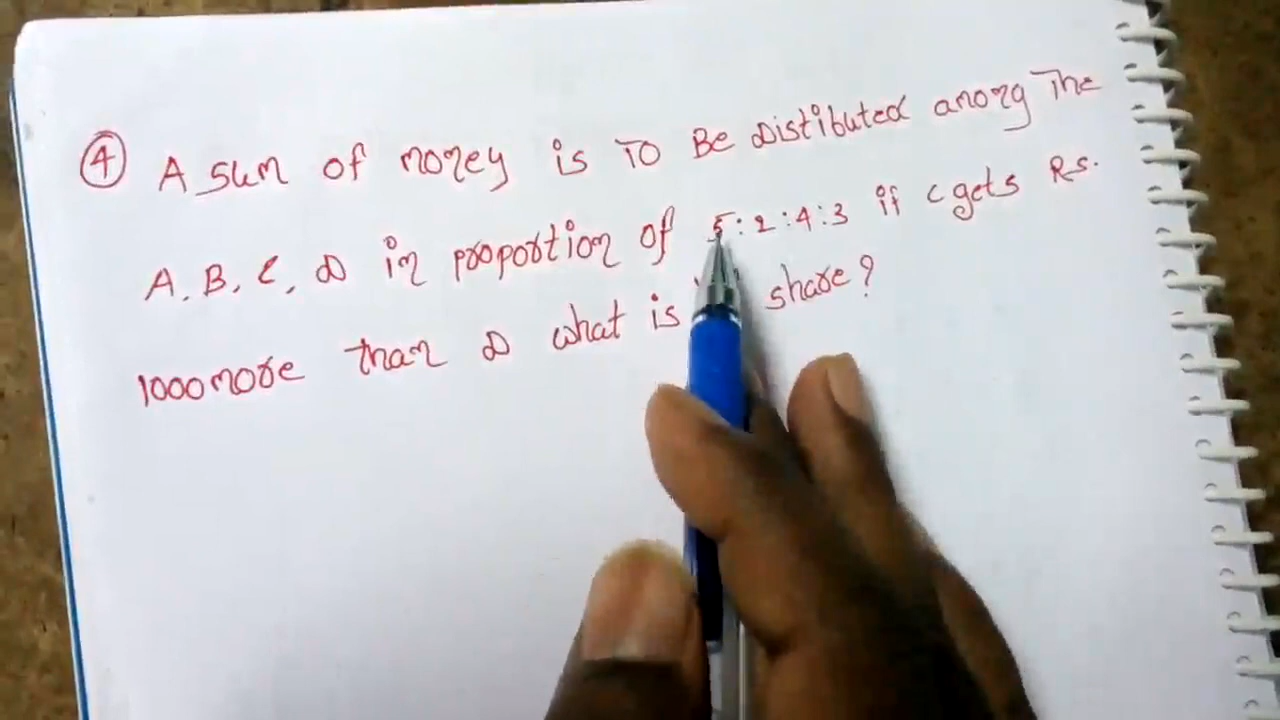 ④ A sum of money is To Be Distibuted among The
A, B, C, D in proportion of 5:2:4:3 if C gets Rs.
1000 more than D what is share?